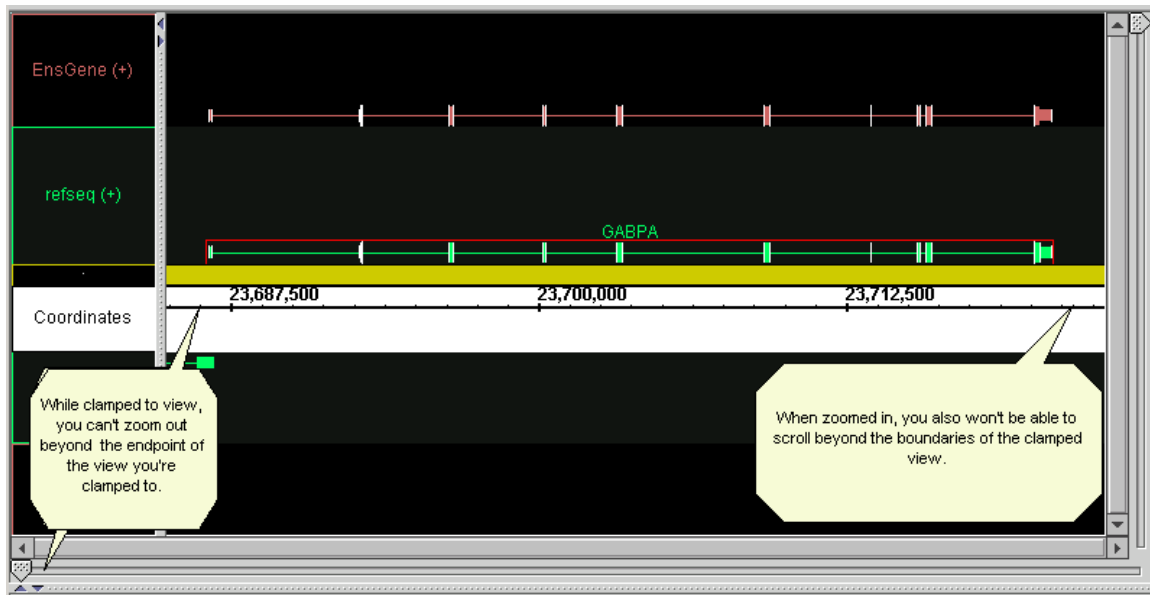 EnsGene (+)
refseq (+)
GABPA
23,687,500 23,700,000 23,712,500
Coordinates
While clamped to view,
you can't zoom out
beyond the endpoint of
the view you're
clamped to.
When zoomed in, you also won't be able to
scroll beyond the boundaries of the clamped
view.